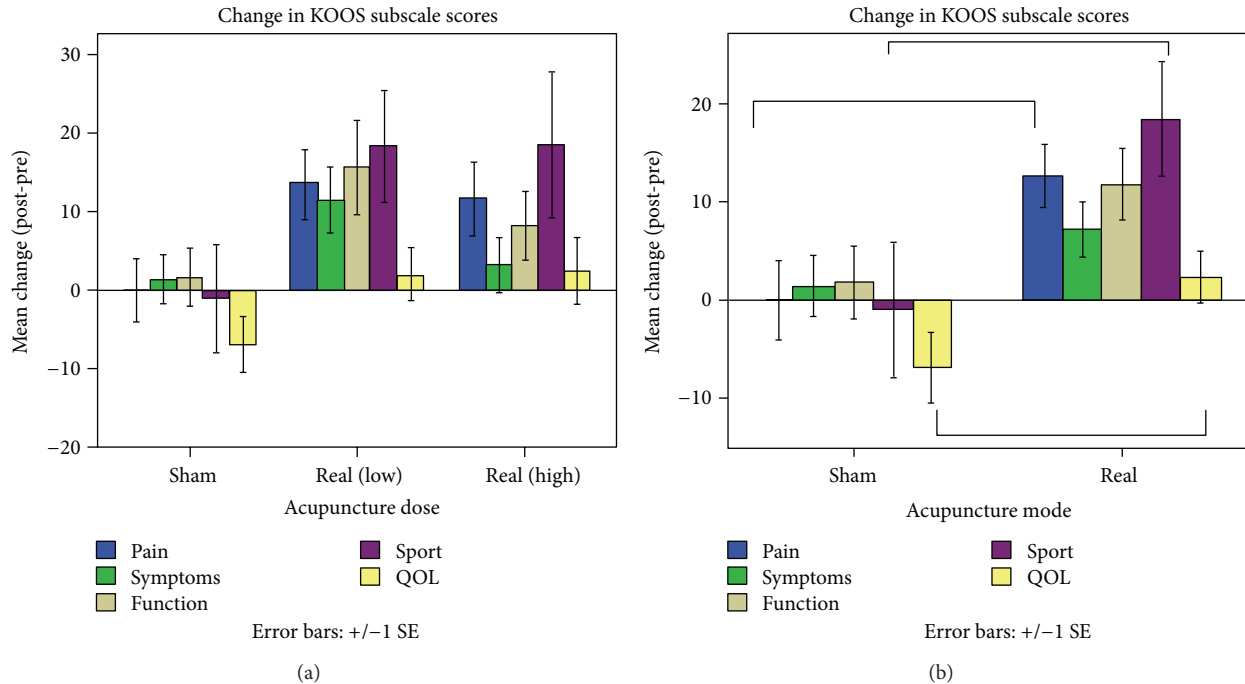 Change in KOOS subscale scores
30
20
10
0
−10
−20
Mean change (post-pre)
Sham
Real (low)
Real (high)
Acupuncture dose
Pain
Symptoms
Function
Sport
QOL
Error bars: +/−1 SE
(a)
Change in KOOS subscale scores
20
10
0
−10
Mean change (post-pre)
Sham
Real
Acupuncture mode
Pain
Symptoms
Function
Sport
QOL
Error bars: +/−1 SE
(b)